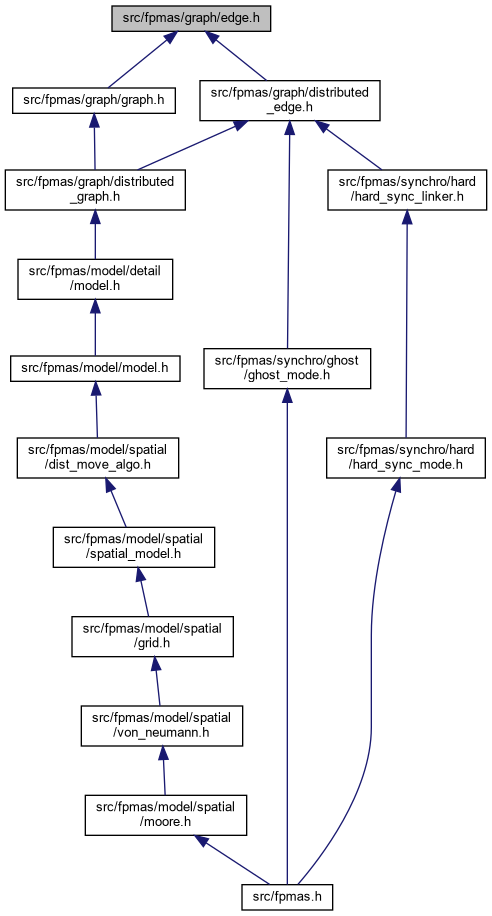 src/fpmas/graph/edge.h
src/fpmas/graph/graph.h
src/fpmas/graph/distributed
_edge.h
src/fpmas/graph/distributed
_graph.h
src/fpmas/synchro/hard
/hard_sync_linker.h
src/fpmas/model/detail
/model.h
src/fpmas/model/model.h
src/fpmas/synchro/ghost
/ghost_mode.h
src/fpmas/model/spatial
/dist_move_algo.h
src/fpmas/synchro/hard
/hard_sync_mode.h
src/fpmas/model/spatial
/spatial_model.h
src/fpmas/model/spatial
/grid.h
src/fpmas/model/spatial
/von_neumann.h
src/fpmas/model/spatial
/moore.h
src/fpmas.h